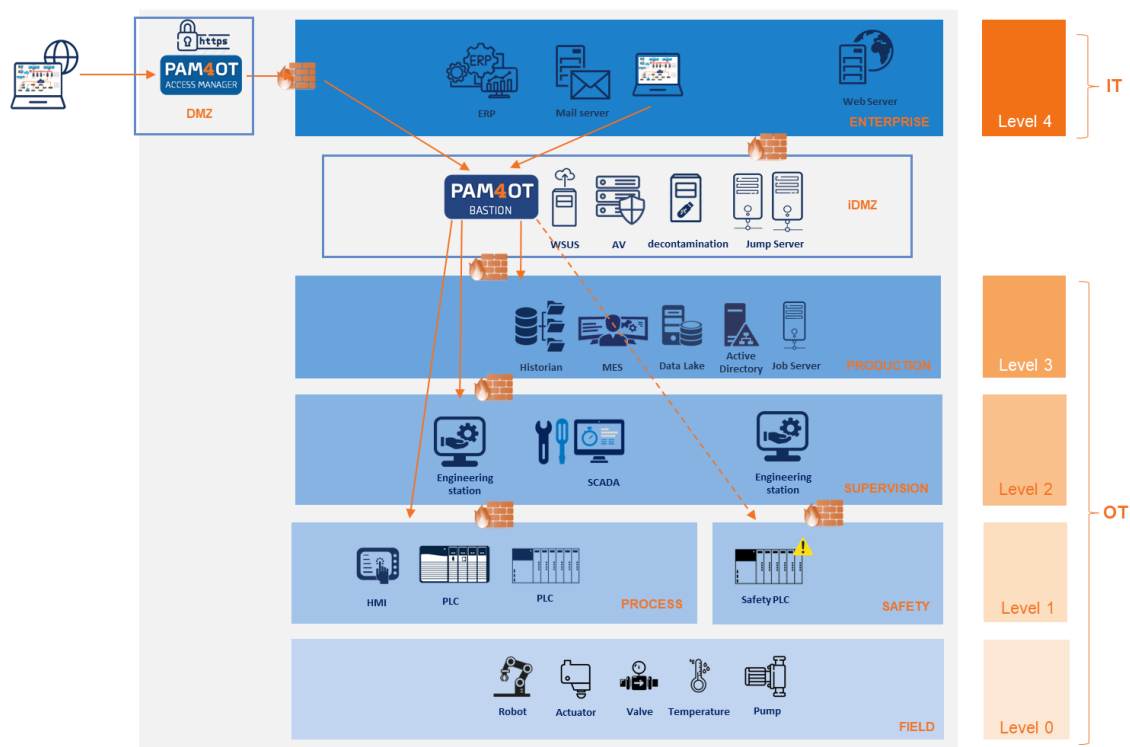 https
PAM4OT
ACCESS MANAGER
DMZ
ERP
ERP
Mail server
Web Server
ENTERPRISE
Level 4
IT
PAM4OT
BASTION
WSUS
AV
decontamination
Jump Server
iDMZ
Historian
MES
Data Lake
Active
Directory
Job Server
PRODUCTION
Level 3
Engineering
station
SCADA
Engineering
station
SUPERVISION
Level 2
OT
HMI
PLC
PLC
PROCESS
Safety PLC
SAFETY
Level 1
Robot
Actuator
Valve
Temperature
Pump
FIELD
Level 0